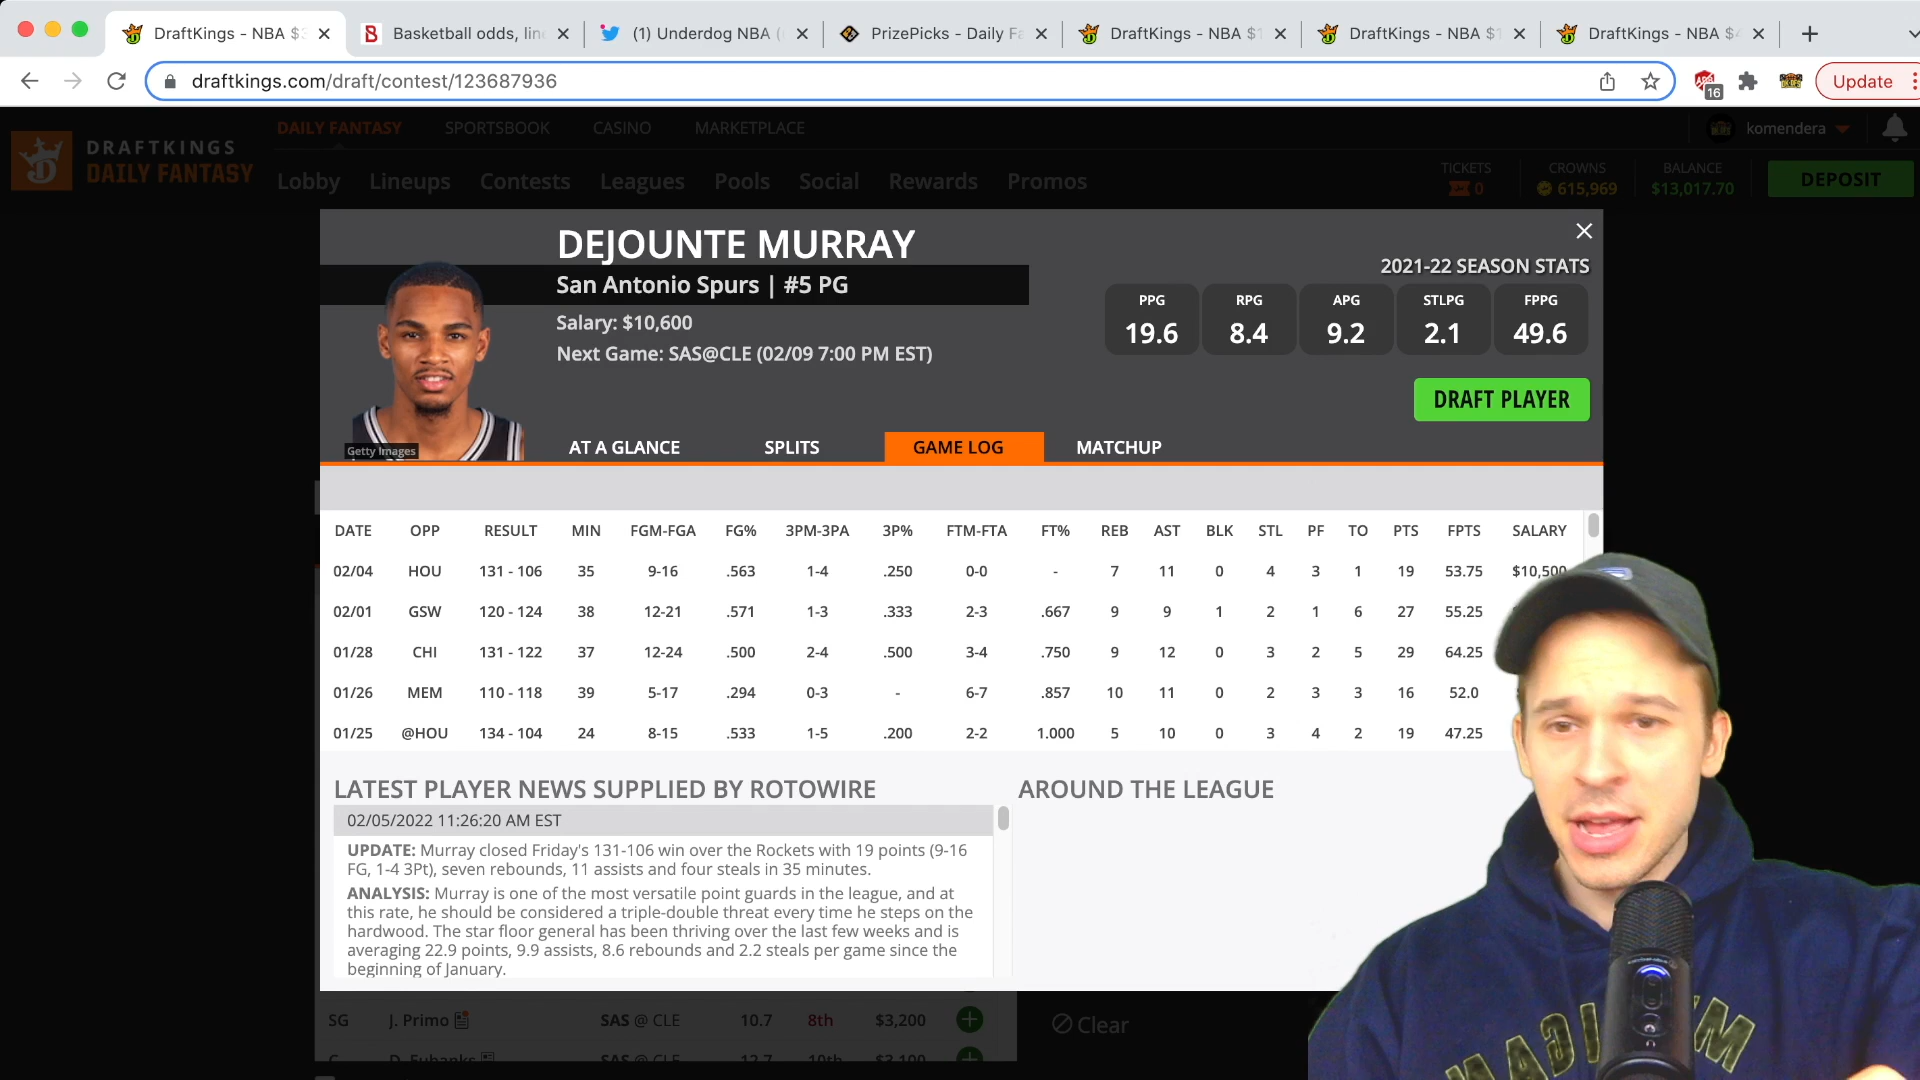 DraftKings - NBA $3
Basketball odds, line
(1) Underdog NBA (
PrizePicks - Daily Fa
DraftKings - NBA $1
DraftKings - NBA $1
DraftKings - NBA $4
draftkings.com/draft/contest/123687936
16
Update
DRAFTKINGS
DAILY FANTASY
DAILY FANTASY SPORTSBOOK CASINO MARKETPLACE
komendera
Lobby Lineups Contests Leagues Pools Social Rewards Promos
TICKETS
0
CROWNS
615,969
BALANCE
$13,017.70
DEPOSIT
DEJOUNTE MURRAY
San Antonio Spurs | #5 PG
Salary: $10,600
Next Game: SAS@CLE (02/09 7:00 PM EST)
Getty Images
2021-22 SEASON STATS
PPG RPG APG STLPG FPPG
19.6 8.4 9.2 2.1 49.6
DRAFT PLAYER
AT A GLANCE SPLITS GAME LOG MATCHUP
DATE OPP RESULT MIN FGM-FGA FG% 3PM-3PA 3P% FTM-FTA FT% REB AST BLK STL PF TO PTS FPTS SALARY
02/04 HOU 131 - 106 35 9-16 .563 1-4 .250 0-0 - 7 11 0 4 3 1 19 53.75 $10,500
02/01 GSW 120 - 124 38 12-21 .571 1-3 .333 2-3 .667 9 9 1 2 1 6 27 55.25
01/28 CHI 131 - 122 37 12-24 .500 2-4 .500 3-4 .750 9 12 0 3 2 5 29 64.25
01/26 MEM 110 - 118 39 5-17 .294 0-3 - 6-7 .857 10 11 0 2 3 3 16 52.0
01/25 @HOU 134 - 104 24 8-15 .533 1-5 .200 2-2 1.000 5 10 0 3 4 2 19 47.25
LATEST PLAYER NEWS SUPPLIED BY ROTOWIRE
02/05/2022 11:26:20 AM EST
UPDATE: Murray closed Friday's 131-106 win over the Rockets with 19 points (9-16
FG, 1-4 3Pt), seven rebounds, 11 assists and four steals in 35 minutes.
ANALYSIS: Murray is one of the most versatile point guards in the league, and at
this rate, he should be considered a triple-double threat every time he steps on the
hardwood. The star floor general has been thriving over the last few weeks and is
averaging 22.9 points, 9.9 assists, 8.6 rebounds and 2.2 steals per game since the
beginning of January.
AROUND THE LEAGUE
SG J. Primo SAS @ CLE 10.7 8th $3,200
Clear
C D. Eubanks SAS @ CLE 12.7 10th $3,100